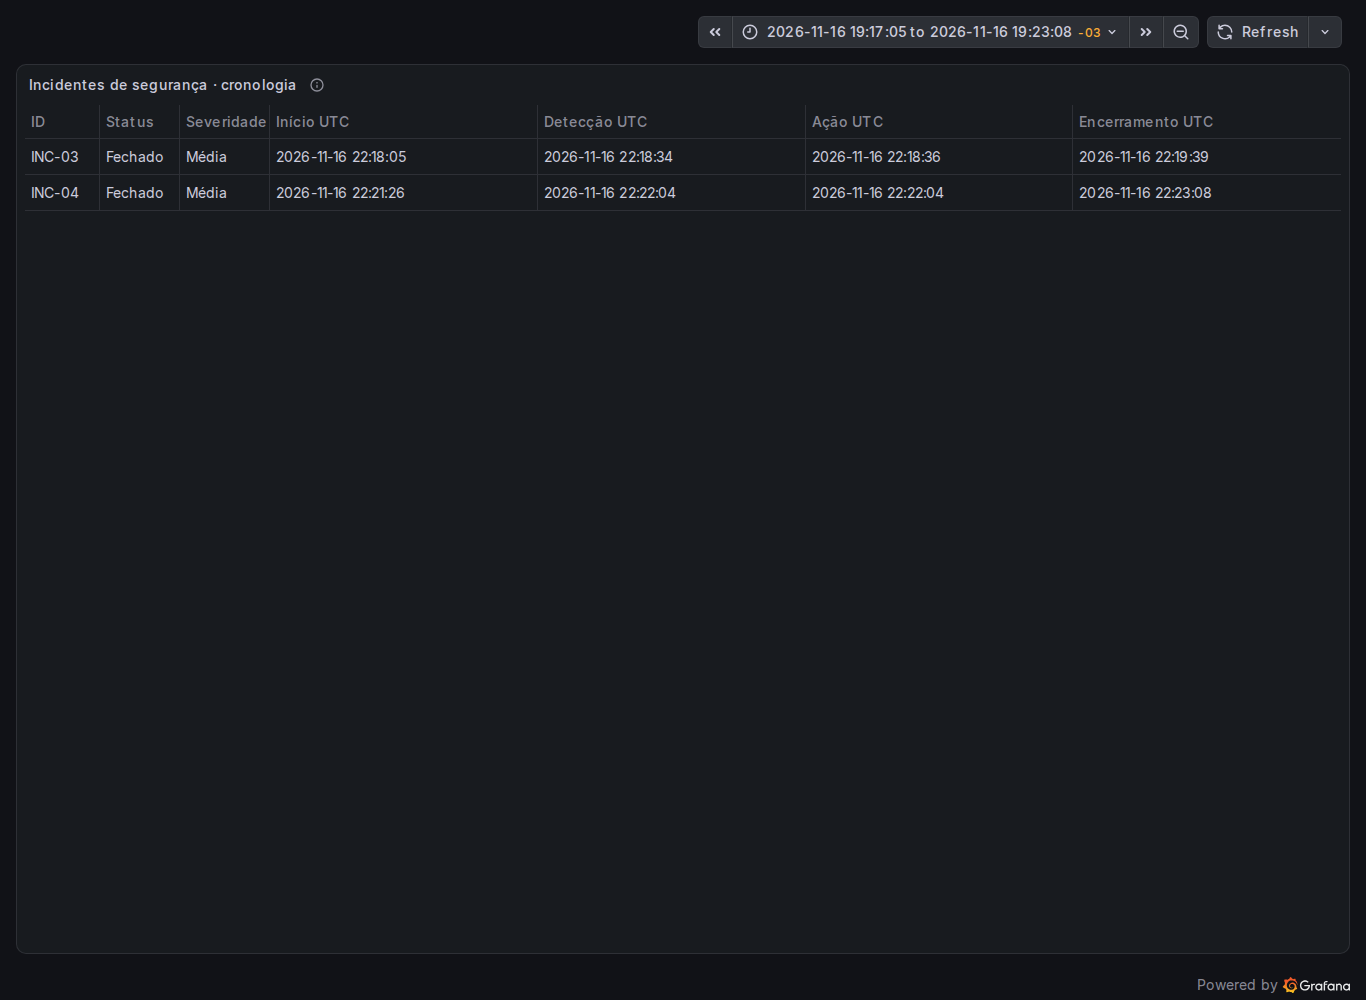 2026-11-16 19:17:05 to 2026-11-16 19:23:08 -03 Refresh
Incidentes de segurança · cronologia
ID Status Severidade Início UTC Detecção UTC Ação UTC Encerramento UTC
INC-03 Fechado Média 2026-11-16 22:18:05 2026-11-16 22:18:34 2026-11-16 22:18:36 2026-11-16 22:19:39
INC-04 Fechado Média 2026-11-16 22:21:26 2026-11-16 22:22:04 2026-11-16 22:22:04 2026-11-16 22:23:08
Powered by Grafana